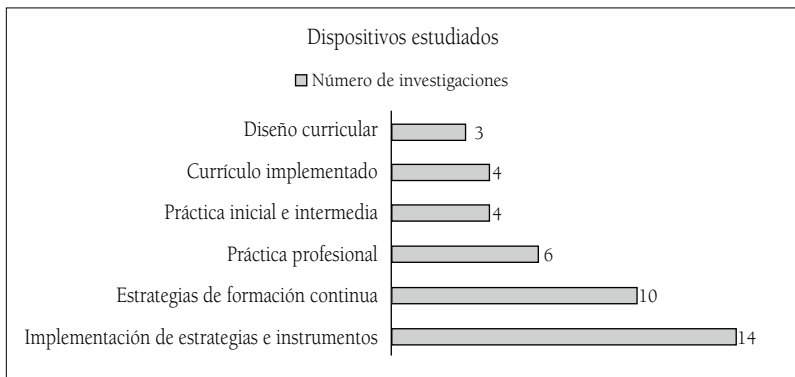 Dispositivos estudiados
Número de investigaciones
Diseño curricular 3
Currículo implementado 4
Práctica inicial e intermedia 4
Práctica profesional 6
Estrategias de formación continua 10
Implementación de estrategias e instrumentos 14